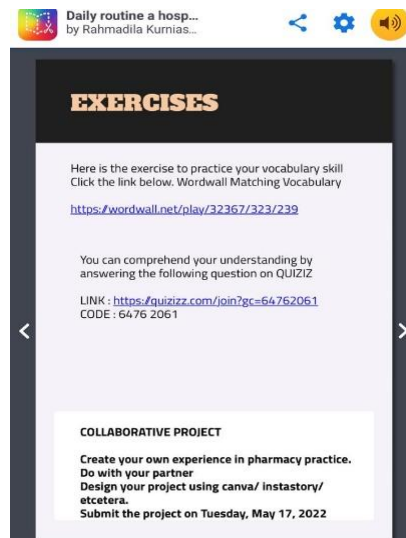 Daily routine a hosp...
by Rahmadila Kurnias...
EXERCISES
Here is the exercise to practice your vocabulary skill
Click the link below. Wordwall Matching Vocabulary
https://wordwall.net/play/32367/323/239
You can comprehend your understanding by
answering the following question on QUIZIZ
LINK : https://quizizz.com/join?gc=64762061
CODE : 6476 2061
COLLABORATIVE PROJECT
Create your own experience in pharmacy practice.
Do with your partner
Design your project using canva/ instastory/
etcetera.
Submit the project on Tuesday, May 17, 2022